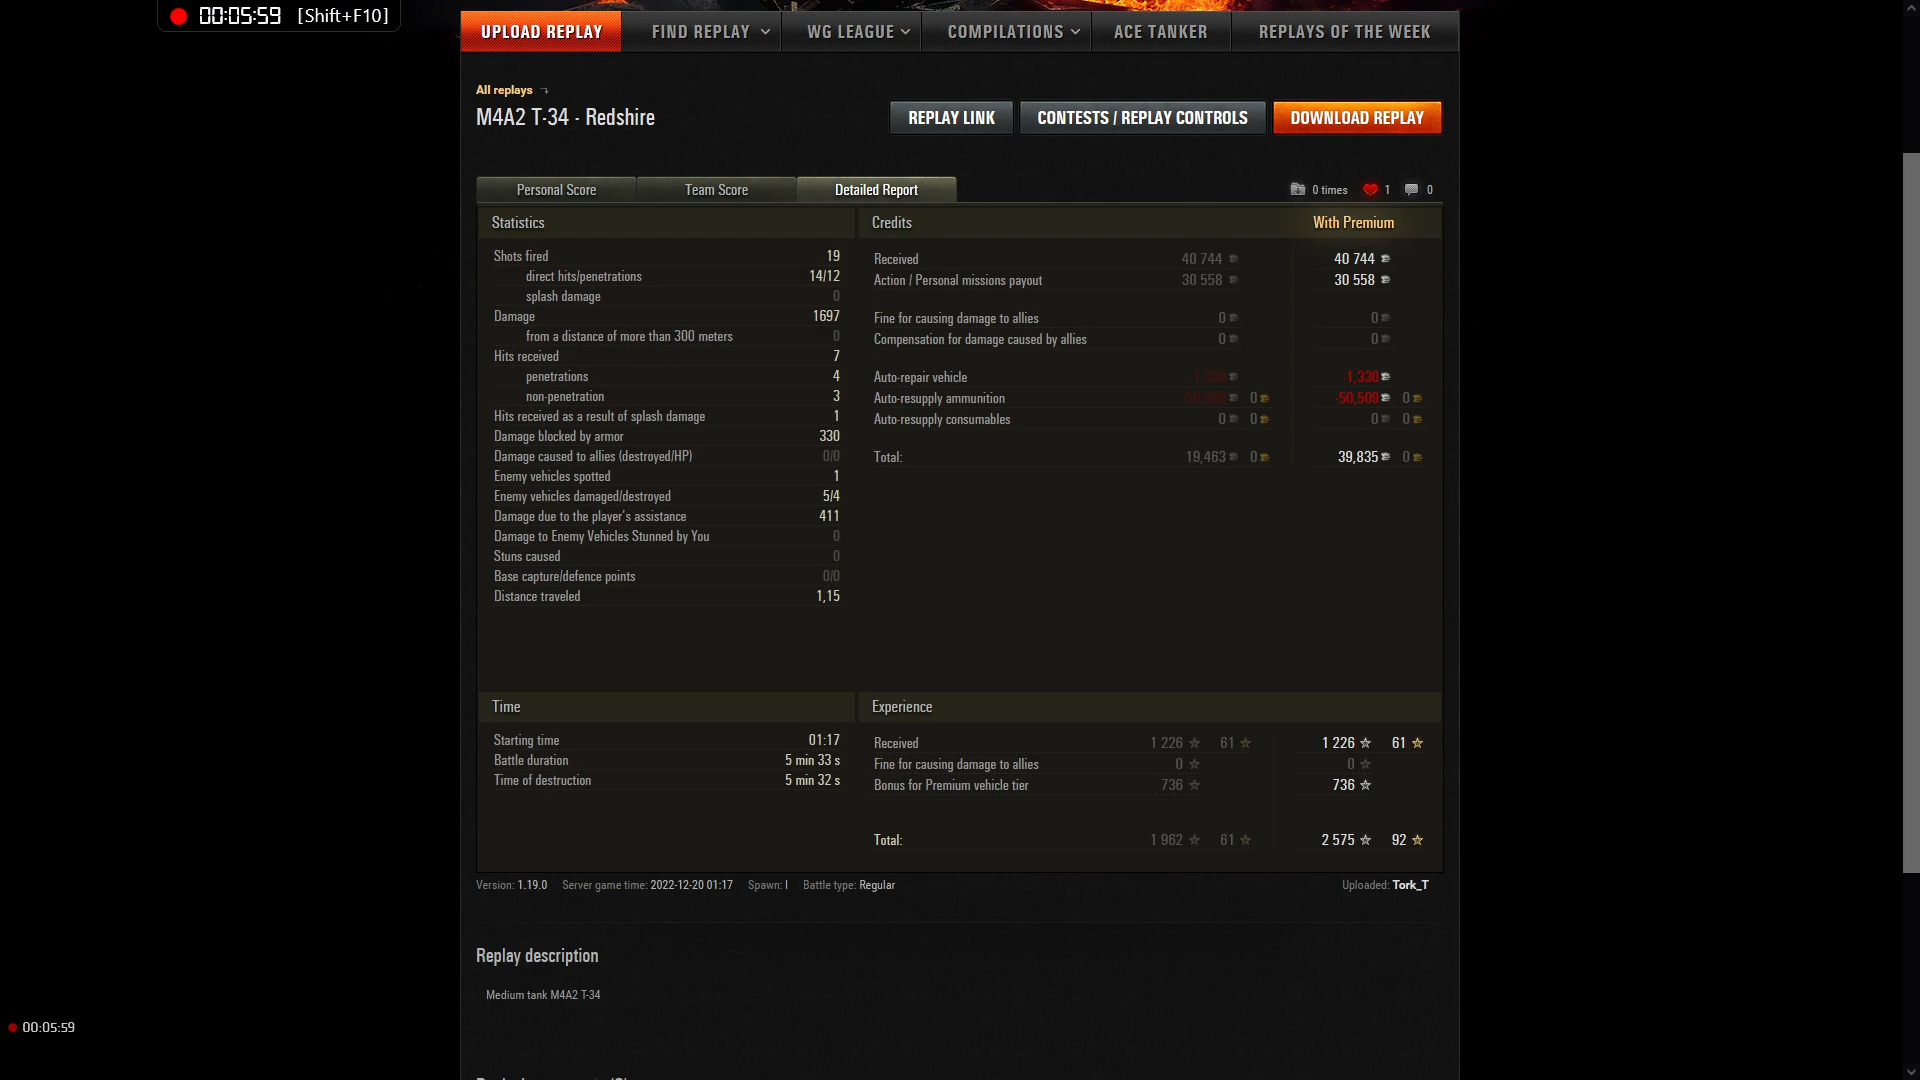 00:05:59 [Shift+F10]
UPLOAD REPLAY FIND REPLAY WG LEAGUE COMPILATIONS ACE TANKER REPLAYS OF THE WEEK
All replays
M4A2 T-34 - Redshire
REPLAY LINK CONTESTS / REPLAY CONTROLS DOWNLOAD REPLAY
Personal Score Team Score Detailed Report 0 times 1 0
Statistics
Shots fired 19
direct hits/penetrations 14/12
splash damage 0
Damage 1697
from a distance of more than 300 meters 0
Hits received 7
penetrations 4
non-penetration 3
Hits received as a result of splash damage 1
Damage blocked by armor 330
Damage caused to allies (destroyed/HP) 0/0
Enemy vehicles spotted 1
Enemy vehicles damaged/destroyed 5/4
Damage due to the player's assistance 411
Damage to Enemy Vehicles Stunned by You 0
Stuns caused 0
Base capture/defence points 0/0
Distance traveled 1,15
Credits With Premium
Received 40 744 40 744
Action / Personal missions payout 30 558 30 558
Fine for causing damage to allies 0 0
Compensation for damage caused by allies 0 0
Auto-repair vehicle -1,330 -1,330
Auto-resupply ammunition -50,509 0 -50,509 0
Auto-resupply consumables 0 0 0 0
Total: 19,463 0 39,835 0
Time
Starting time 01:17
Battle duration 5 min 33 s
Time of destruction 5 min 32 s
Experience
Received 1 226 61 1 226 61
Fine for causing damage to allies 0 0
Bonus for Premium vehicle tier 736 736
Total: 1 962 61 2 575 92
Version: 1.19.0 Server game time: 2022-12-20 01:17 Spawn: I Battle type: Regular Uploaded: Tork_T
Replay description
Medium tank M4A2 T-34
00:05:59